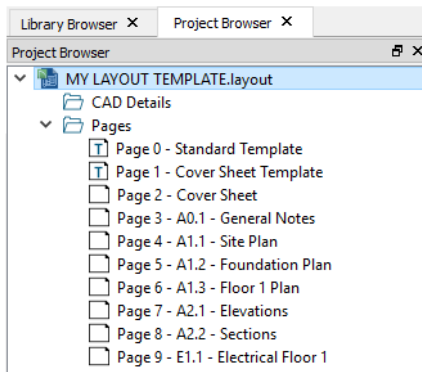 Library Browser ✕ Project Browser ✕
Project Browser
MY LAYOUT TEMPLATE.layout
CAD Details
Pages
T Page 0 - Standard Template
T Page 1 - Cover Sheet Template
Page 2 - Cover Sheet
Page 3 - A0.1 - General Notes
Page 4 - A1.1 - Site Plan
Page 5 - A1.2 - Foundation Plan
Page 6 - A1.3 - Floor 1 Plan
Page 7 - A2.1 - Elevations
Page 8 - A2.2 - Sections
Page 9 - E1.1 - Electrical Floor 1